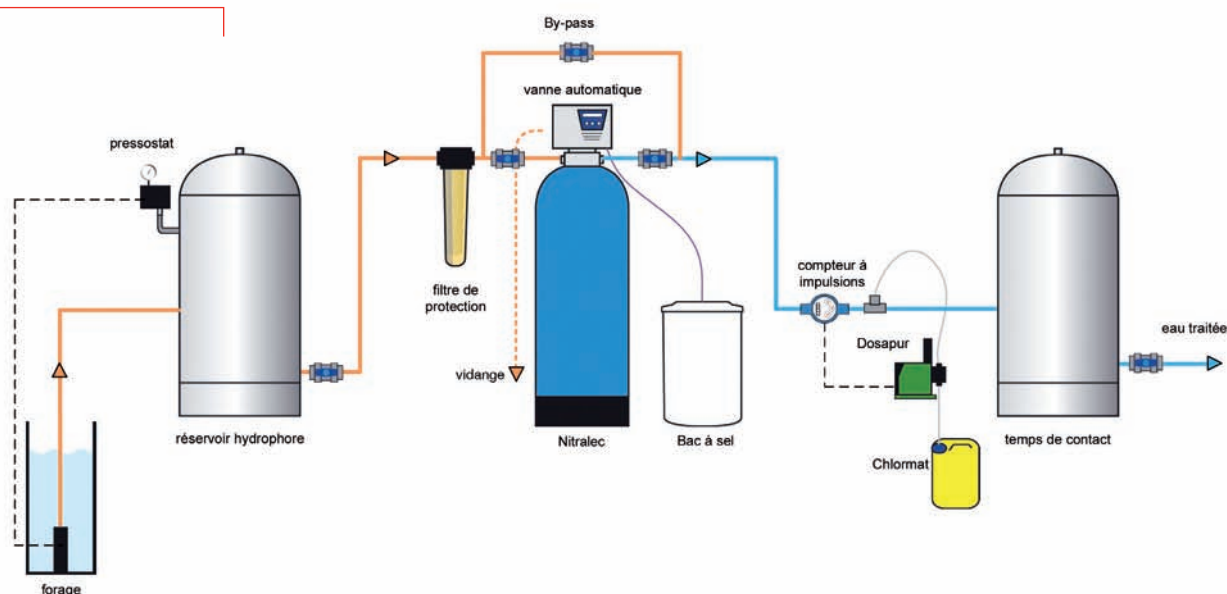 By-pass
vanne automatique
pressostat
filtre de
protection
compteur à
impulsions
eau traitée
Dosapur
vidange
réservoir hydrophore
Nitralec
Bac à sel
temps de contact
Chlormat
forage